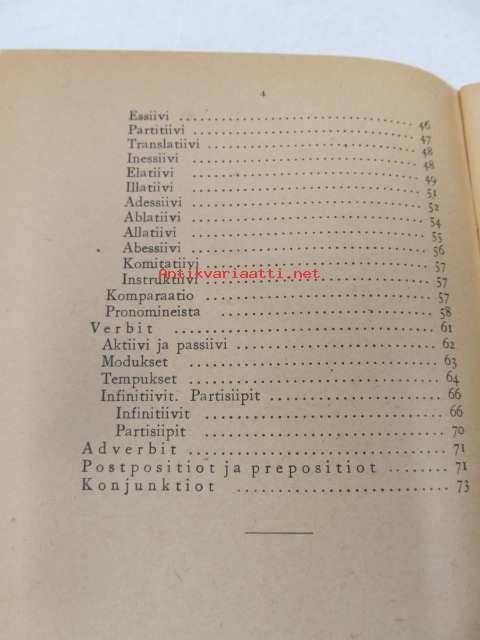 4
Essiivi ........................ 46
Partitiivi ........................ 47
Translatiivi ........................ 48
Inessiivi ........................ 48
Elatiivi ........................ 49
Illatiivi ........................ 51
Adessiivi ........................ 52
Ablatiivi ........................ 54
Allatiivi ........................ 55
Abessiivi ........................ 56
Komitatiivi ........................ 57
Antikvariaatti.net
Instruktiivi ........................ 57
Komparaatio ........................ 57
Pronomineista ........................ 58
Verbit ........................ 61
Aktiivi ja passiivi ........................ 62
Modukset ........................ 63
Tempukset ........................ 64
Infinitiivit. Partisiipit ........................ 66
Infinitiivit ........................ 66
Partisiipit ........................ 70
Adverbit ........................ 71
Postpositiot ja prepositiot ........ 71
Konjunktiot ........................ 73